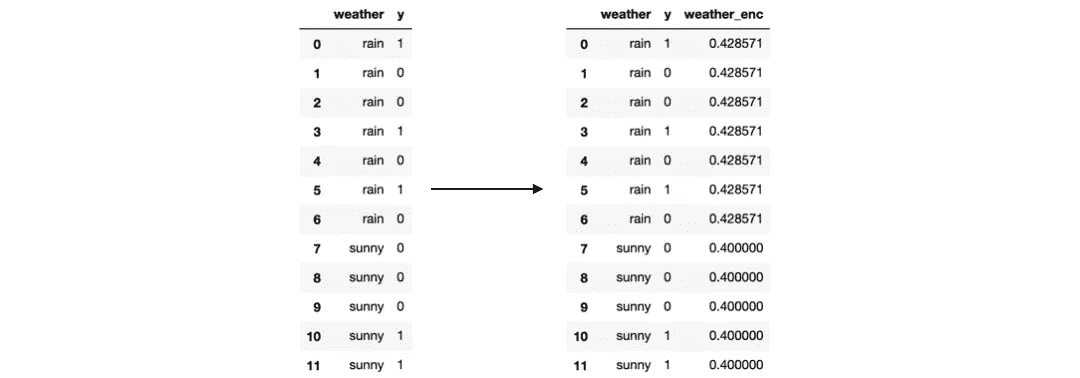 weather y weather y weather_enc
0 rain 1 0 rain 1 0.428571
1 rain 0 1 rain 0 0.428571
2 rain 0 2 rain 0 0.428571
3 rain 1 3 rain 1 0.428571
4 rain 0 4 rain 0 0.428571
5 rain 1 5 rain 1 0.428571
6 rain 0 6 rain 0 0.428571
7 sunny 0 7 sunny 0 0.400000
8 sunny 0 8 sunny 0 0.400000
9 sunny 0 9 sunny 0 0.400000
10 sunny 1 10 sunny 1 0.400000
11 sunny 1 11 sunny 1 0.400000